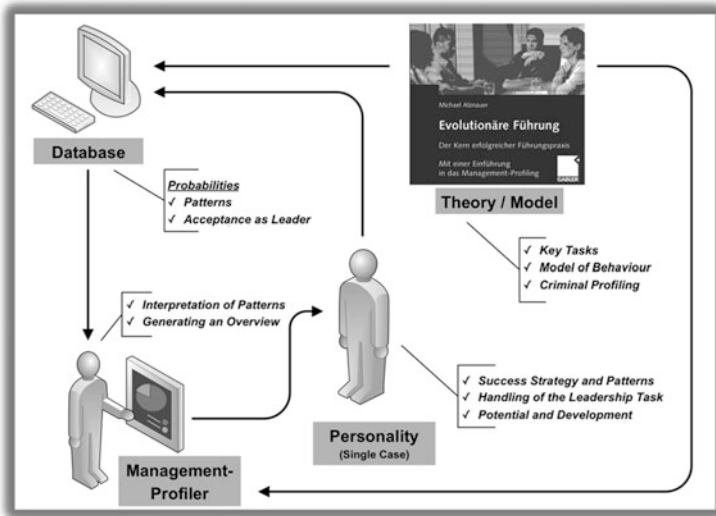 Michael Alznauer
Evolutionäre Führung
Der Kern erfolgreicher Führungspraxis
Mit einer Einführung
in das Management-Profiling
GABLER
Database
Theory / Model
Probabilities
✓ Patterns
✓ Acceptance as Leader
✓ Key Tasks
✓ Model of Behaviour
✓ Criminal Profiling
✓ Interpretation of Patterns
✓ Generating an Overview
✓ Success Strategy and Patterns
✓ Handling of the Leadership Task
✓ Potential and Development
Personality
(Single Case)
Management-
Profiler